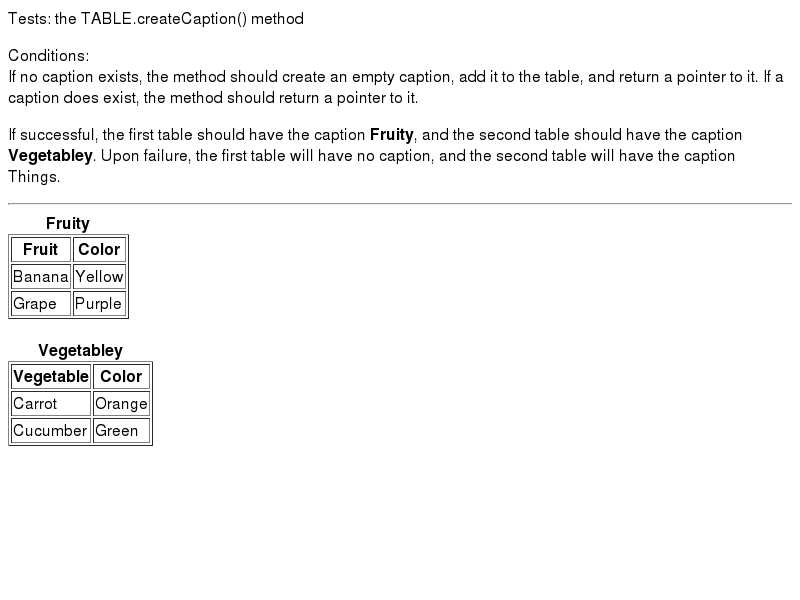 Tests: the TABLE.createCaption() method
Conditions:
If no caption exists, the method should create an empty caption, add it to the table, and return a pointer to it. If a
caption does exist, the method should return a pointer to it.
If successful, the first table should have the caption Fruity, and the second table should have the caption
Vegetabley. Upon failure, the first table will have no caption, and the second table will have the caption
Things.
Fruity
Fruit Color
Banana Yellow
Grape Purple
Vegetabley
Vegetable Color
Carrot Orange
Cucumber Green